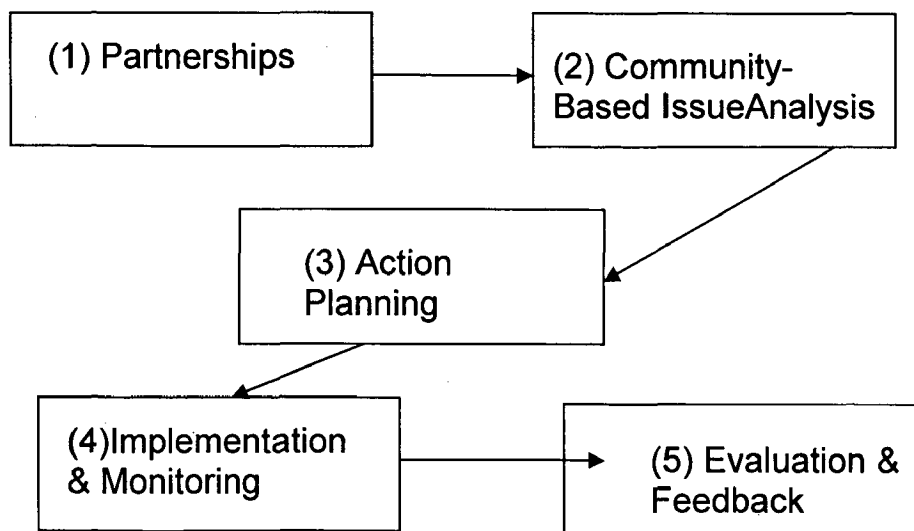 (1) Partnerships
(2) Community-
Based IssueAnalysis
(3) Action
Planning
(4)Implementation
& Monitoring
(5) Evaluation &
Feedback